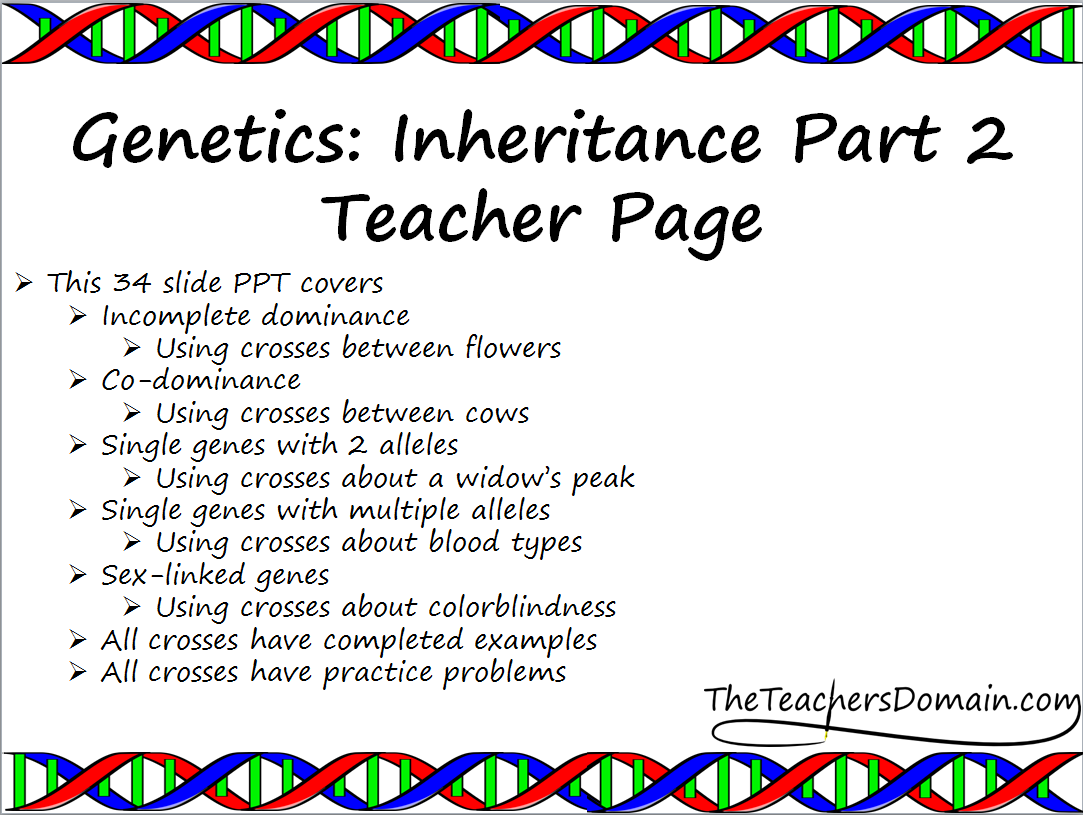 Genetics: Inheritance Part 2
Teacher Page
➢ This 34 slide PPT covers
➢ Incomplete dominance
➢ Using crosses between flowers
➢ Co-dominance
➢ Using crosses between cows
➢ Single genes with 2 alleles
➢ Using crosses about a widow's peak
➢ Single genes with multiple alleles
➢ Using crosses about blood types
➢ Sex-linked genes
➢ Using crosses about colorblindness
➢ All crosses have completed examples
➢ All crosses have practice problems
TheTeachersDomain.com